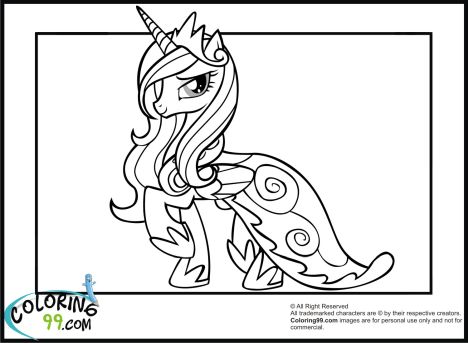 COLORING
99.COM
© All Right Reserved
All trademarked characters are © by their respective creators.
Coloring99.com images are for personal use only and not for
commercial.